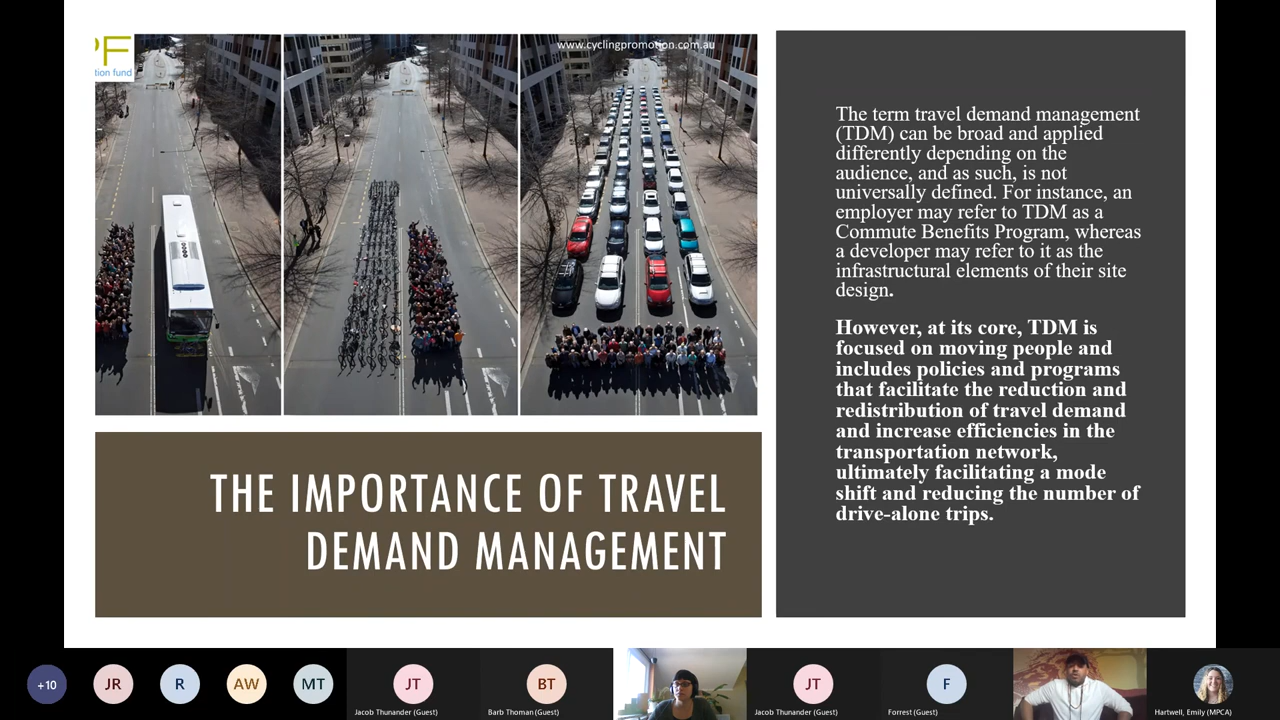 PF
tion fund
www.cyclingpromotion.com.au
THE IMPORTANCE OF TRAVEL
DEMAND MANAGEMENT
The term travel demand management
(TDM) can be broad and applied
differently depending on the
audience, and as such, is not
universally defined. For instance, an
employer may refer to TDM as a
Commute Benefits Program, whereas
a developer may refer to it as the
infrastructural elements of their site
design.
However, at its core, TDM is
focused on moving people and
includes policies and programs
that facilitate the reduction and
redistribution of travel demand
and increase efficiencies in the
transportation network,
ultimately facilitating a mode
shift and reducing the number of
drive-alone trips.
+10
JR
R
AW
MT
JT
Jacob Thunander (Guest)
BT
Barb Thoman (Guest)
JT
Jacob Thunander (Guest)
F
Forrest (Guest)
Hartwell, Emily (MPCA)